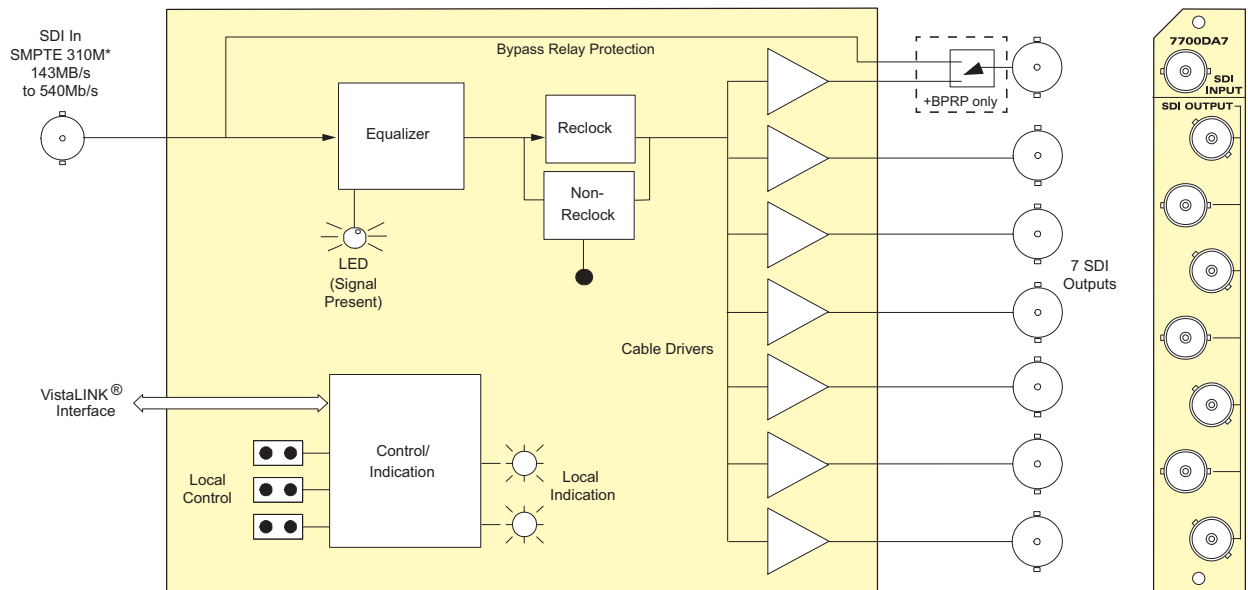 SDI In
SMPTE 310M*
143MB/s
to 540Mb/s
Bypass Relay Protection
Equalizer
Reclock
Non-
Reclock
LED
(Signal
Present)
+BPRP only
7 SDI
Outputs
Cable Drivers
VistaLINK®
Interface
Control/
Indication
Local
Control
Local
Indication
7700DA7
SDI
INPUT
SDI OUTPUT